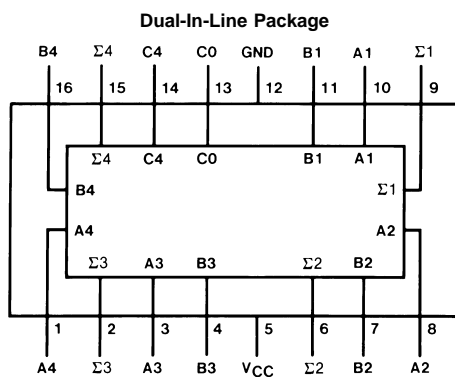 Dual-In-Line Package
B4 Σ4 C4 C0 GND B1 A1 Σ1
16 15 14 13 12 11 10 9
Σ4 C4 C0 B1 A1
B4 Σ1
A4 A2
Σ3 A3 B3 Σ2 B2
1 2 3 4 5 6 7 8
A4 Σ3 A3 B3 VCC Σ2 B2 A2